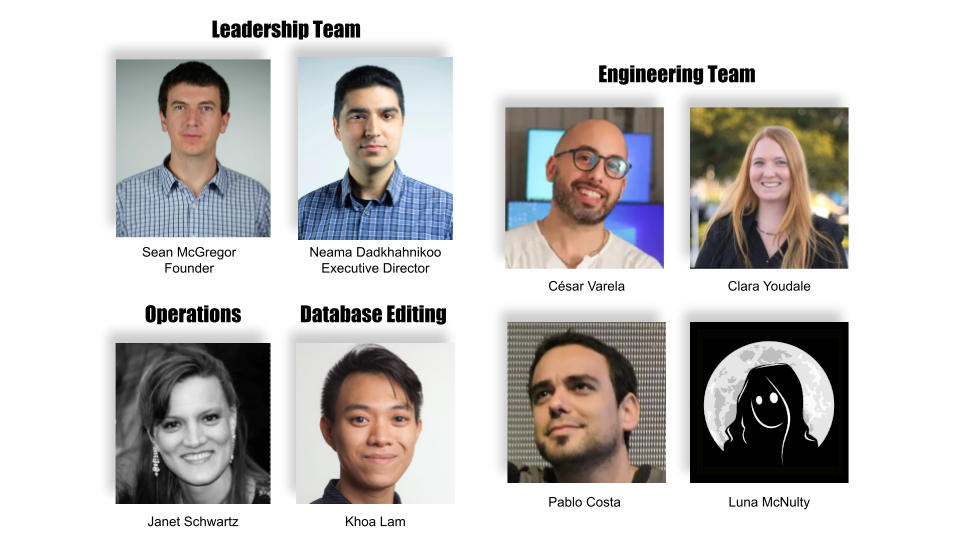 Leadership Team
Sean McGregor
Founder
Neama Dadkhahnikoo
Executive Director
Operations
Janet Schwartz
Database Editing
Khoa Lam
Engineering Team
César Varela
Clara Youdale
Pablo Costa
Luna McNulty